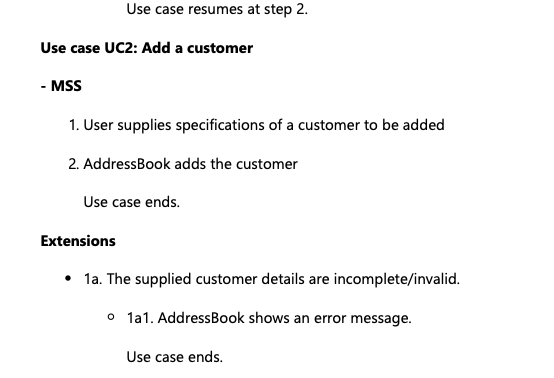 Use case resumes at step 2.
Use case UC2: Add a customer
- MSS
1. User supplies specifications of a customer to be added
2. AddressBook adds the customer
Use case ends.
Extensions
• 1a. The supplied customer details are incomplete/invalid.
○ 1a1. AddressBook shows an error message.
Use case ends.